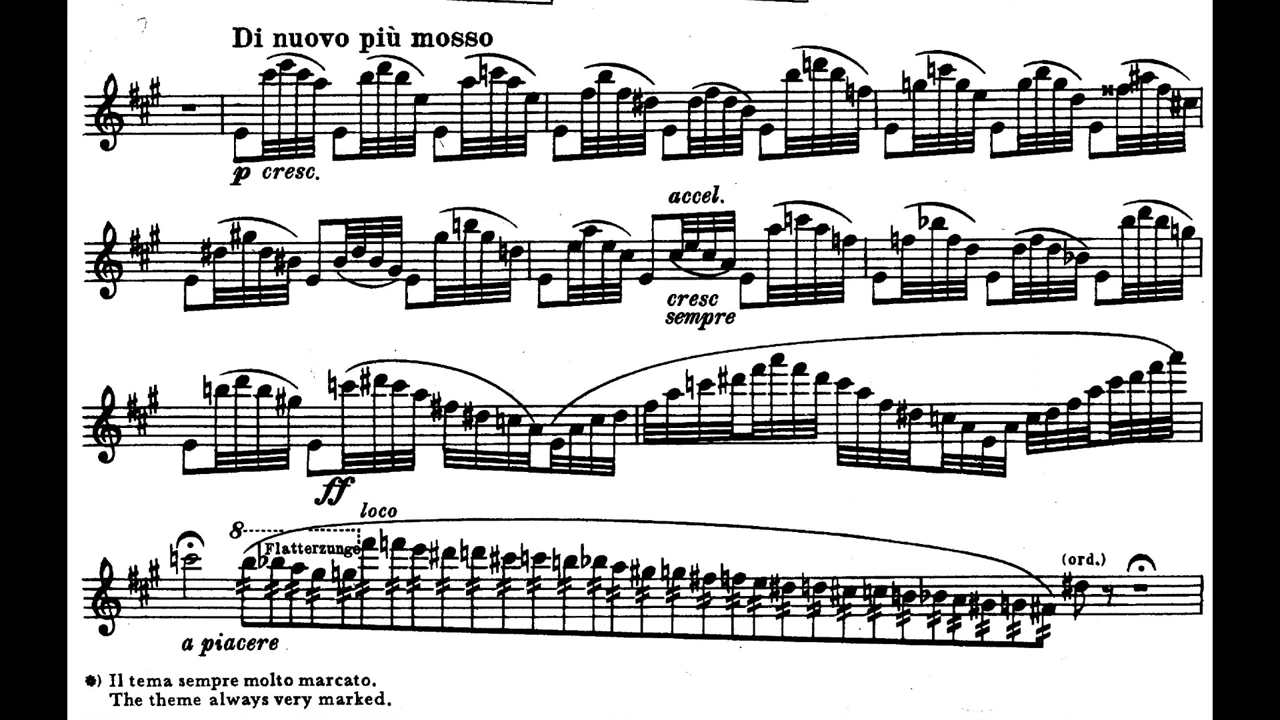 Di nuovo più mosso
p cresc.
accel.
cresc
sempre
ff
loco
8
Flatterzunge
(ord.)
a piacere
*) Il tema sempre molto marcato.
The theme always very marked.